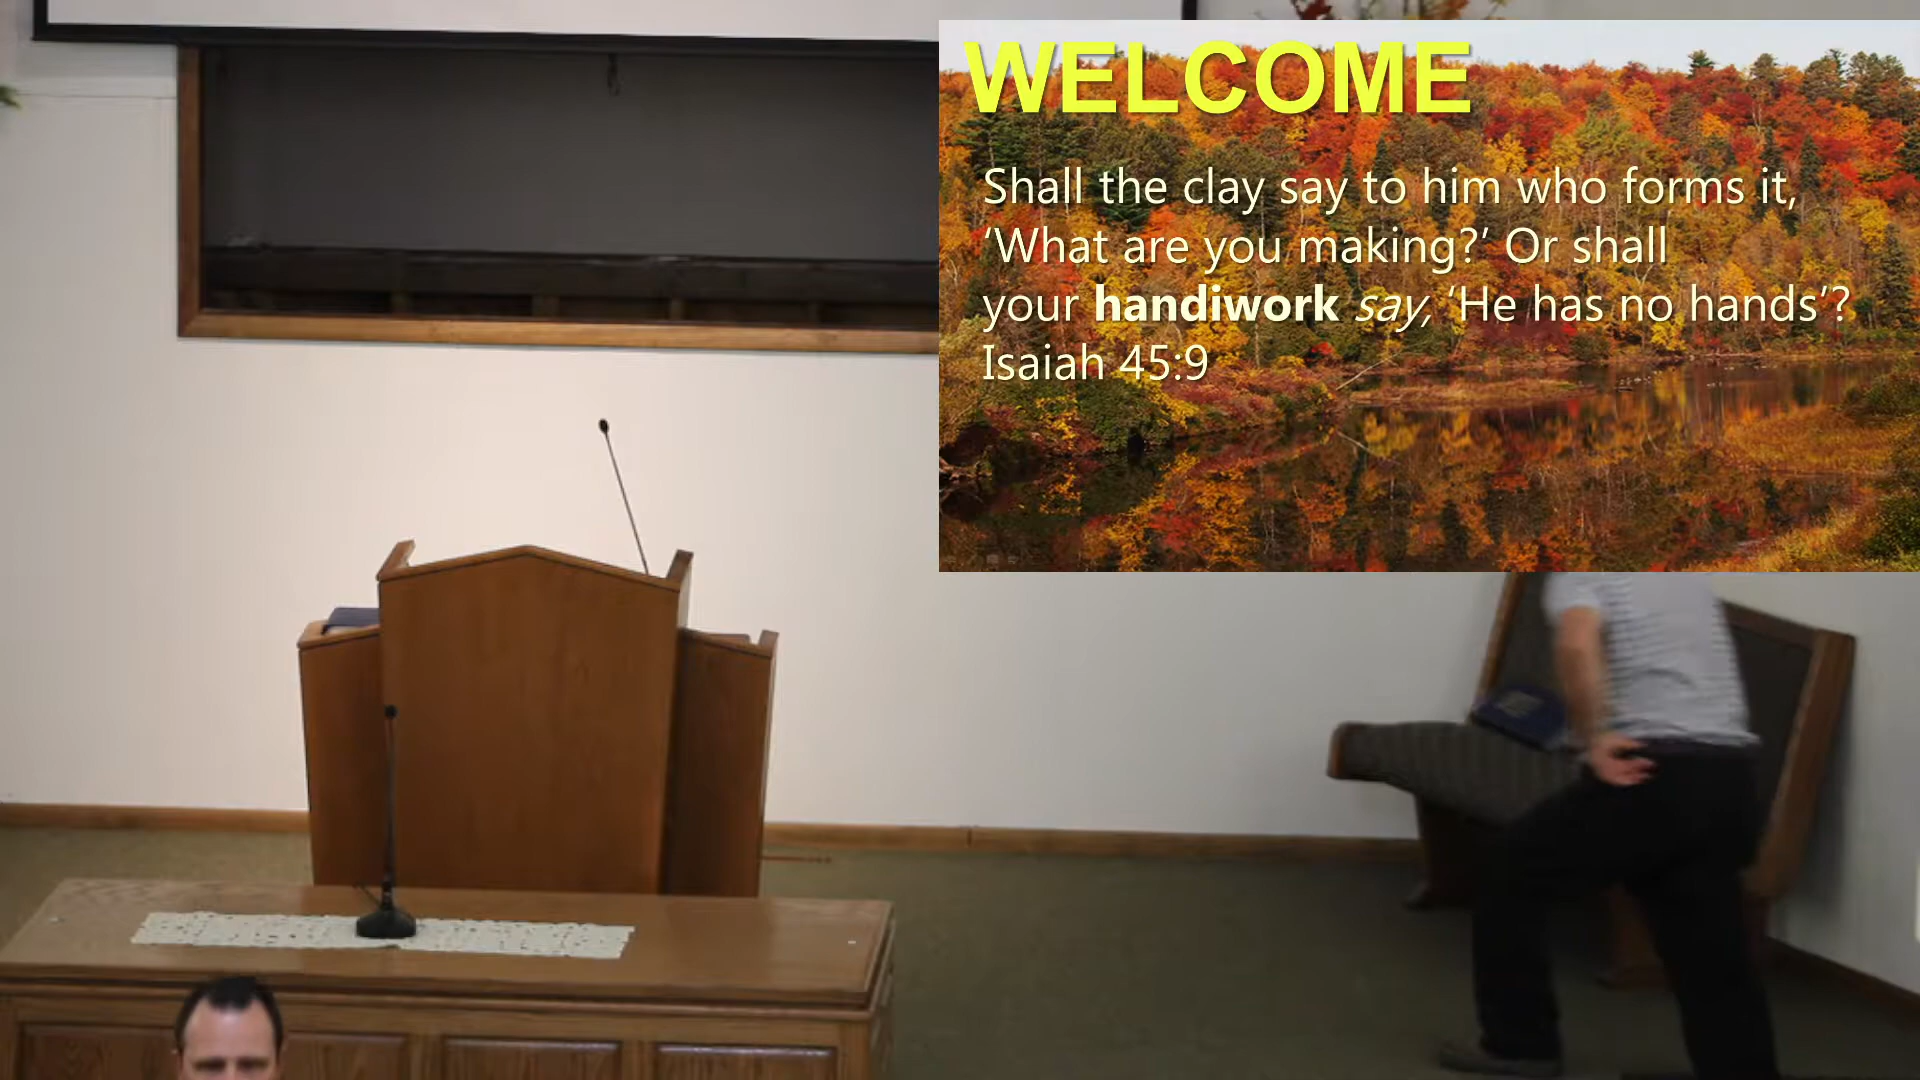 WELCOME
Shall the clay say to him who forms it,
‘What are you making?’ Or shall
your handiwork say, ‘He has no hands’?
Isaiah 45:9